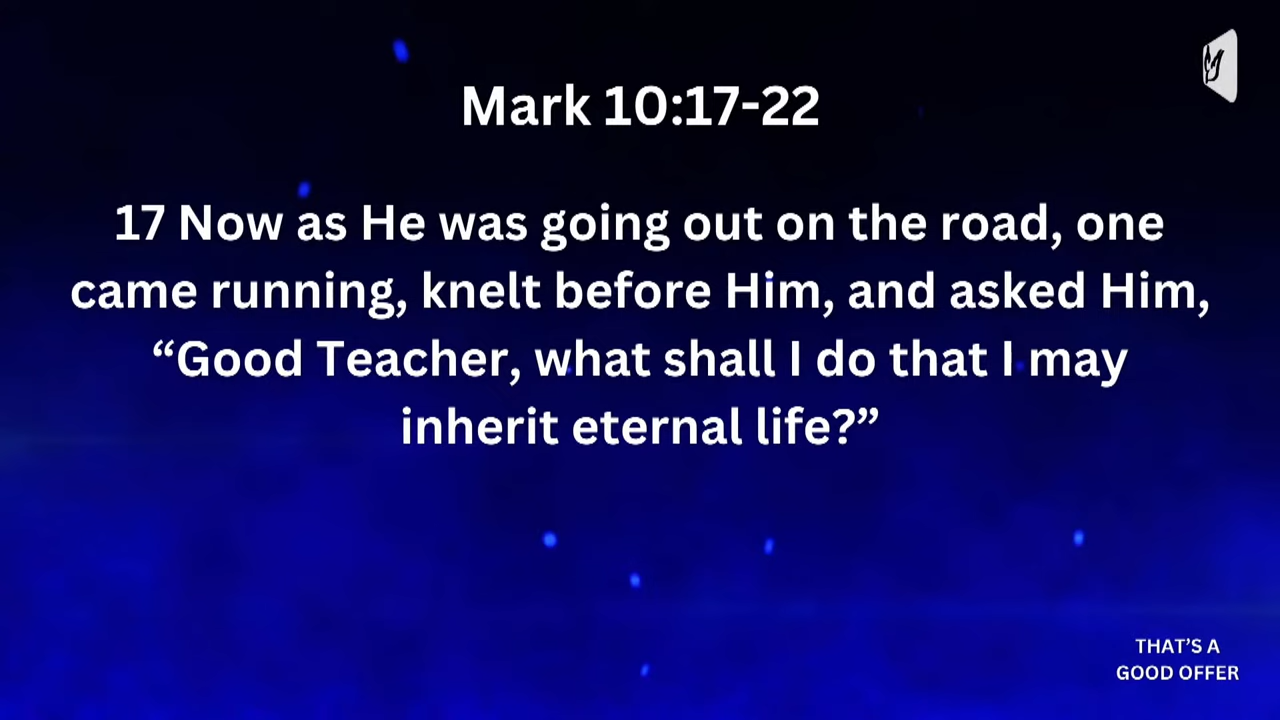 Mark 10:17-22
17 Now as He was going out on the road, one
came running, knelt before Him, and asked Him,
“Good Teacher, what shall I do that I may
inherit eternal life?”
THAT’S A
GOOD OFFER